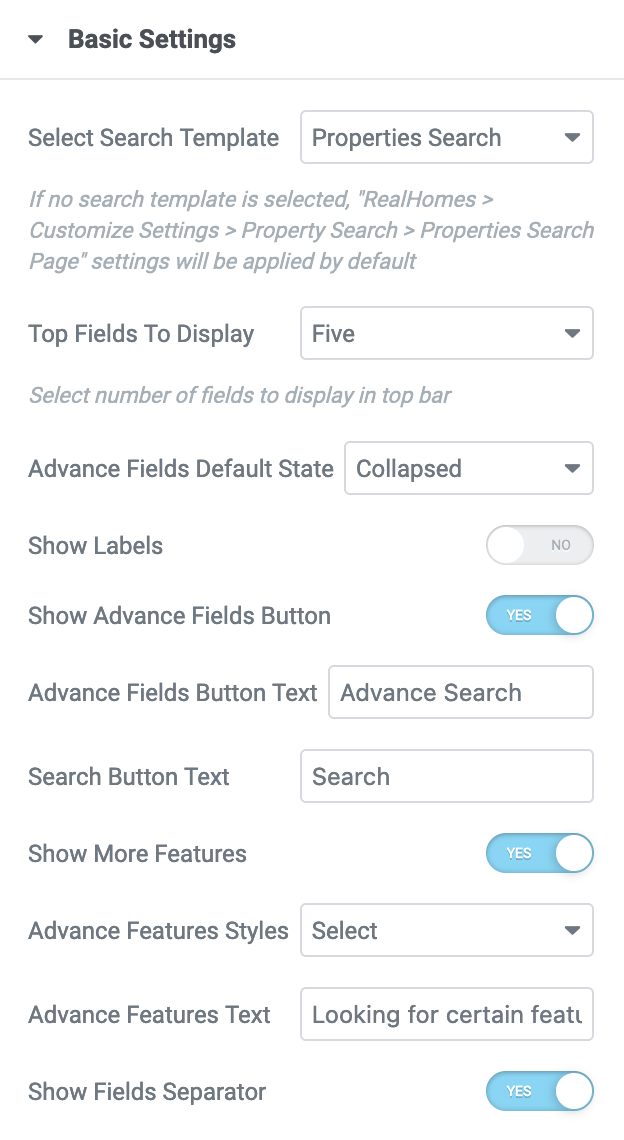 Basic Settings
Select Search Template
Properties Search
If no search template is selected, "RealHomes >
Customize Settings > Property Search > Properties Search
Page" settings will be applied by default
Top Fields To Display
Five
Select number of fields to display in top bar
Advance Fields Default State
Collapsed
Show Labels
NO
Show Advance Fields Button
YES
Advance Fields Button Text
Advance Search
Search Button Text
Search
Show More Features
YES
Advance Features Styles
Select
Advance Features Text
Looking for certain featu
Show Fields Separator
YES